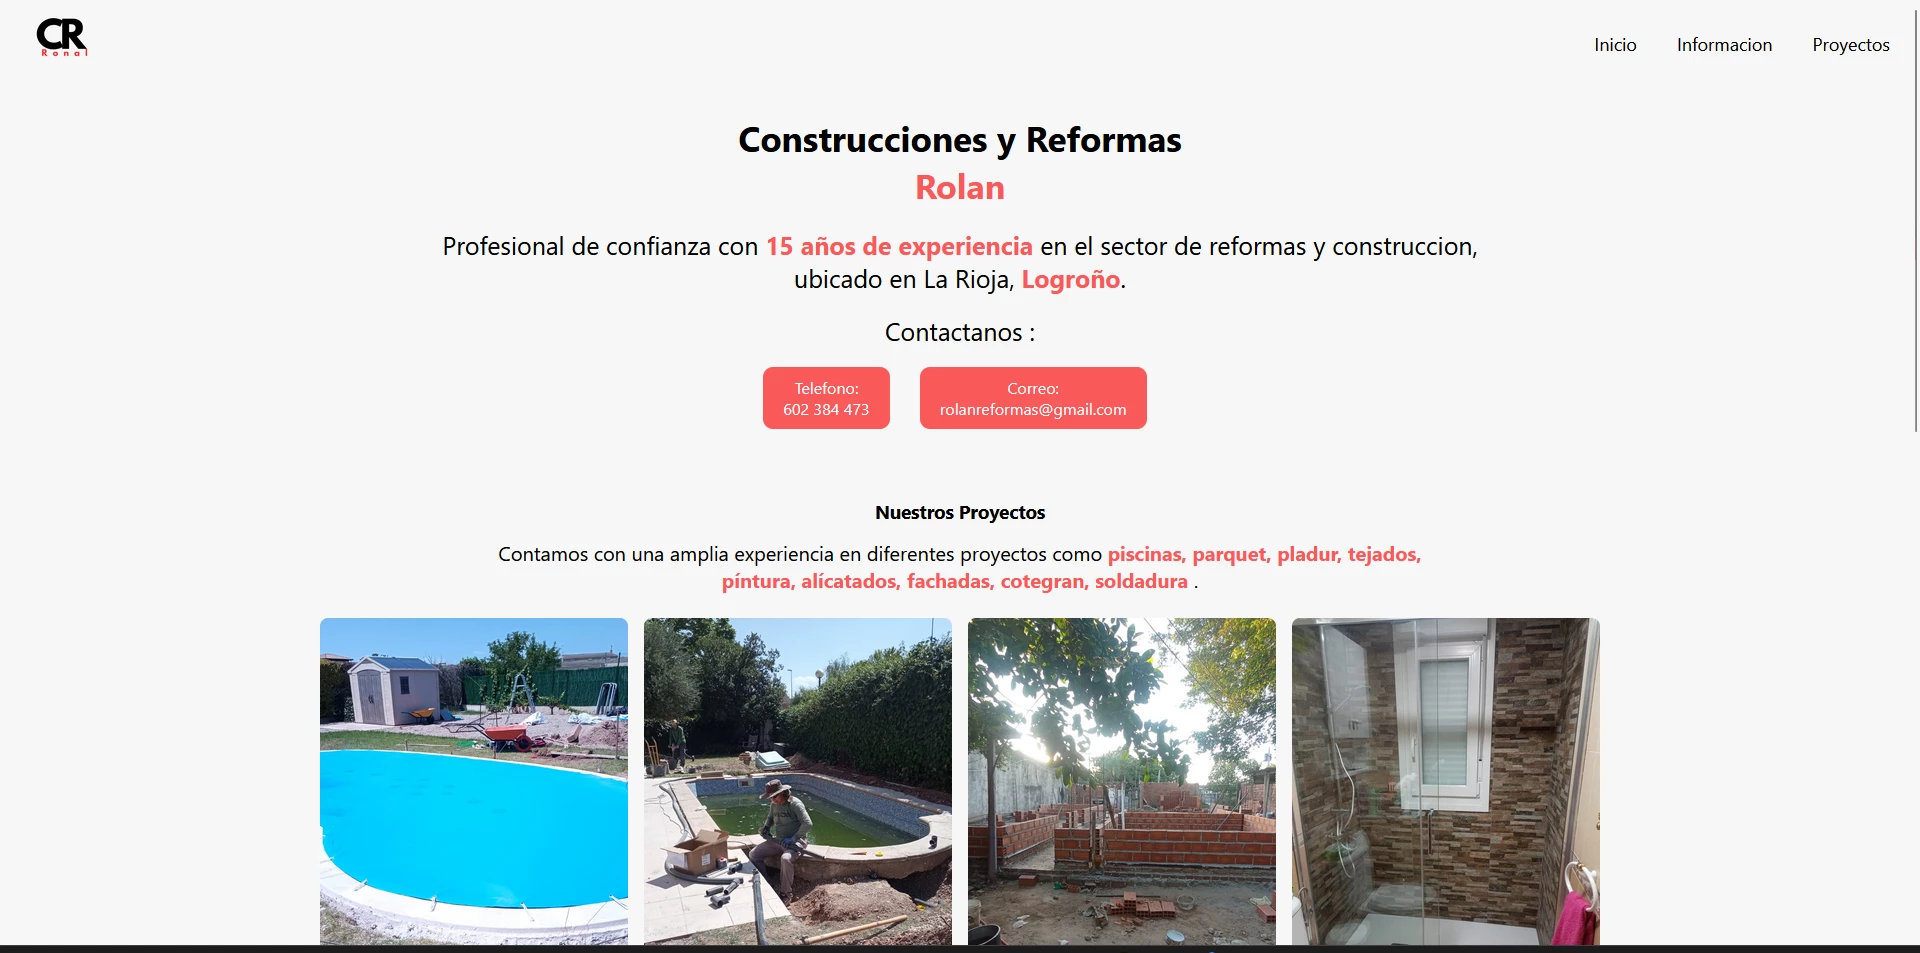 CR
Ronal
Inicio Informacion Proyectos
Construcciones y Reformas
Rolan
Profesional de confianza con 15 años de experiencia en el sector de reformas y construccion,
ubicado en La Rioja, Logroño.
Contactanos :
Telefono:
602 384 473
Correo:
rolanreformas@gmail.com
Nuestros Proyectos
Contamos con una amplia experiencia en diferentes proyectos como piscinas, parquet, pladur, tejados,
píntura, alícatados, fachadas, cotegran, soldadura .